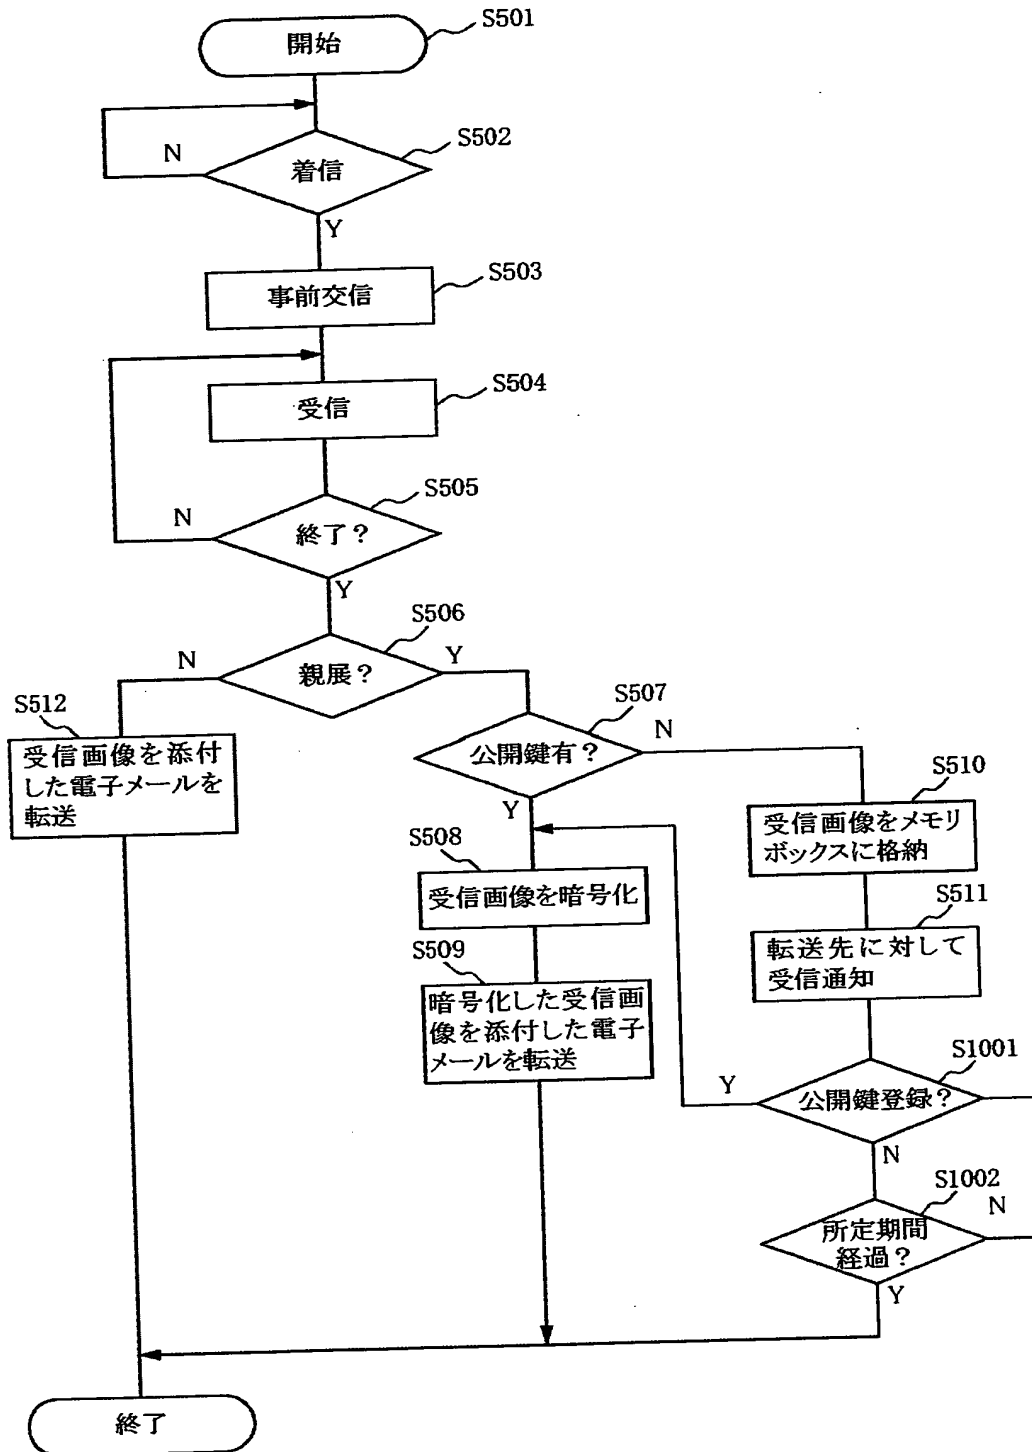 S501
開始
S502
着信
N
Y
S503
事前交信
S504
受信
S505
終了？
N
Y
S506
親展？
N
Y
S512
受信画像を添付
した電子メールを
転送
S507
公開鍵有？
N
Y
S510
受信画像をメモリ
ボックスに格納
S508
受信画像を暗号化
S511
転送先に対して
受信通知
S509
暗号化した受信画
像を添付した電子
メールを転送
S1001
公開鍵登録？
Y
N
S1002
所定期間
経過？
N
Y
終了